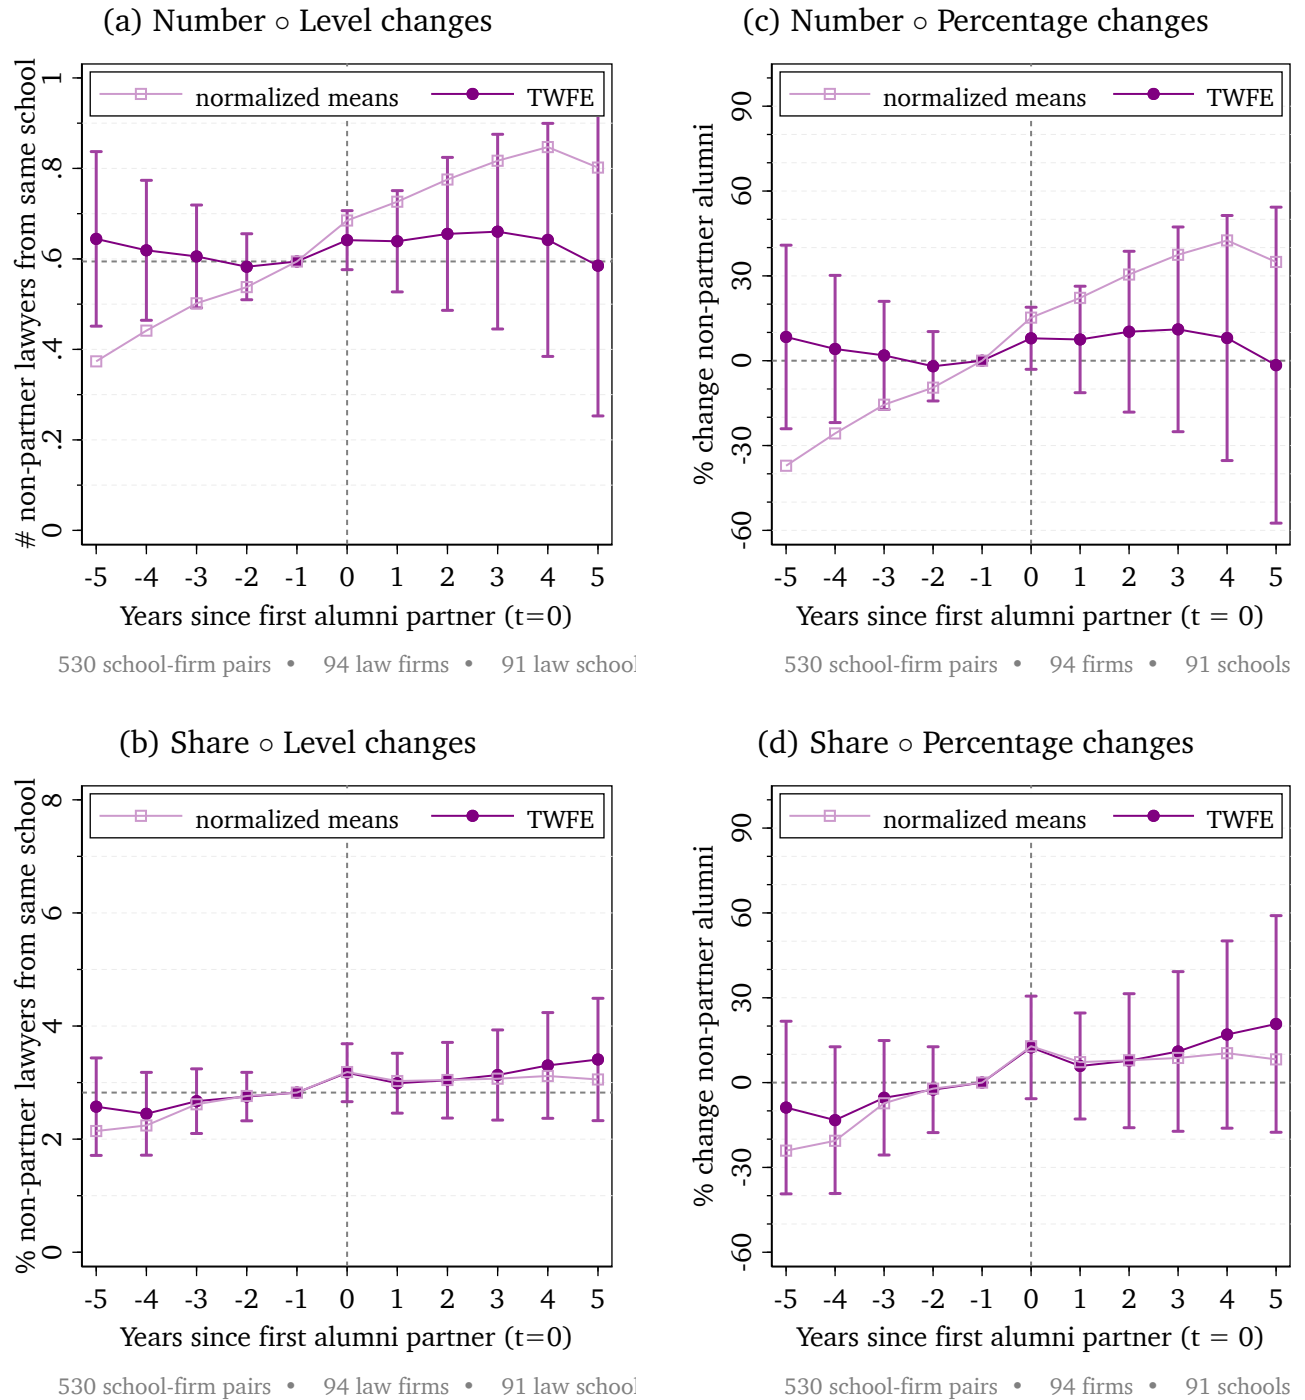 (a) Number ∘ Level changes
# non-partner lawyers from same school
1
.8
.6
.4
.2
0
normalized means TWFE
-5 -4 -3 -2 -1 0 1 2 3 4 5
Years since first alumni partner (t=0)
530 school-firm pairs • 94 law firms • 91 law school
(c) Number ∘ Percentage changes
% change non-partner alumni
90
60
30
0
-30
-60
normalized means TWFE
-5 -4 -3 -2 -1 0 1 2 3 4 5
Years since first alumni partner (t = 0)
530 school-firm pairs • 94 firms • 91 schools
(b) Share ∘ Level changes
% non-partner lawyers from same school
8
6
4
2
0
normalized means TWFE
-5 -4 -3 -2 -1 0 1 2 3 4 5
Years since first alumni partner (t=0)
530 school-firm pairs • 94 law firms • 91 law school
(d) Share ∘ Percentage changes
% change non-partner alumni
90
60
30
0
-30
-60
normalized means TWFE
-5 -4 -3 -2 -1 0 1 2 3 4 5
Years since first alumni partner (t = 0)
530 school-firm pairs • 94 firms • 91 schools